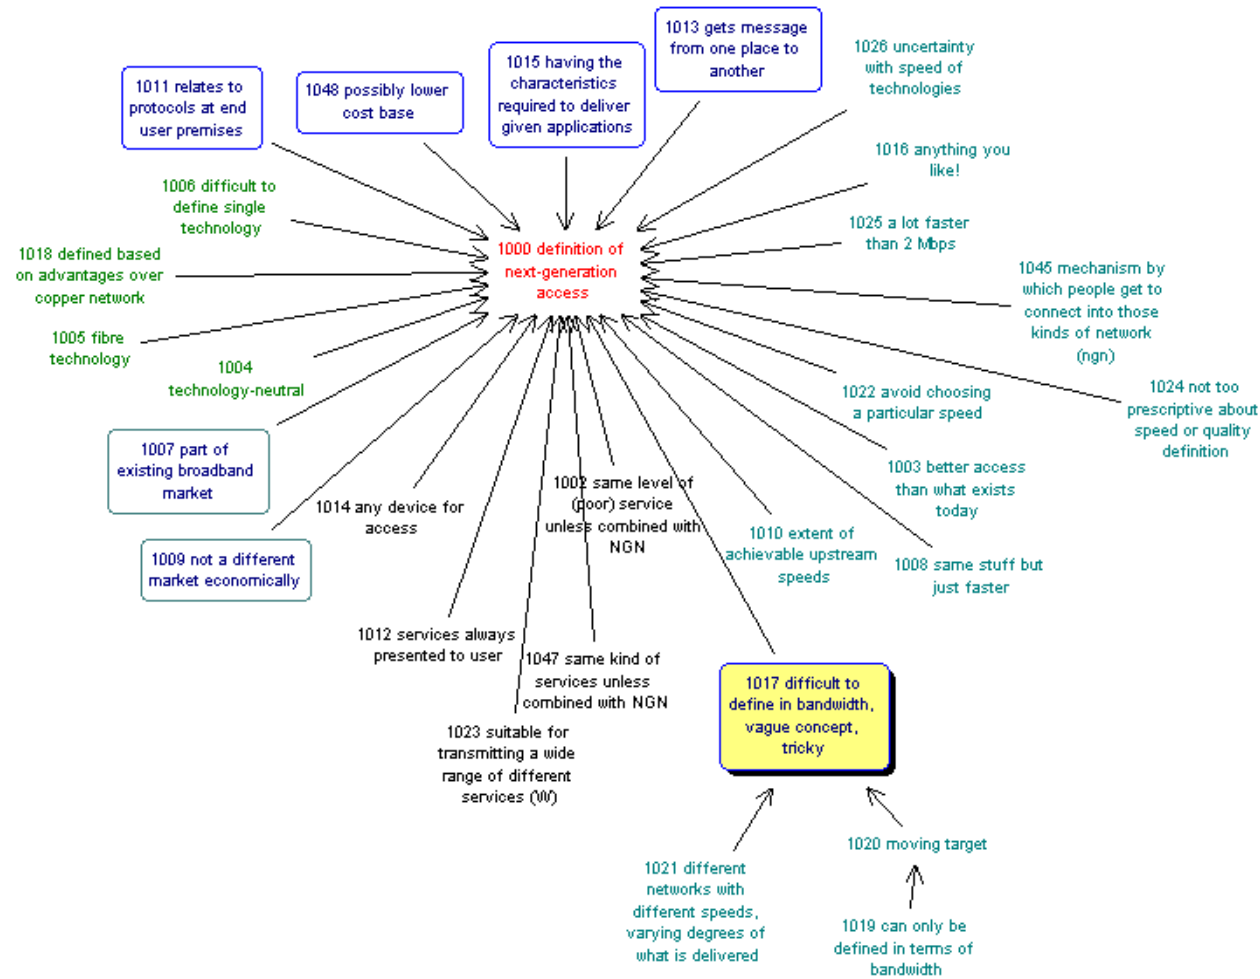 1013 gets message
from one place to
another
1026 uncertainty
with speed of
technologies
1015 having the
characteristics
required to deliver
given applications
1011 relates to
protocols at end
user premises
1048 possibly lower
cost base
1016 anything you
like!
1006 difficult to
define single
technology
1025 a lot faster
than 2 Mbps
1000 definition of
next-generation
access
1018 defined based
on advantages over
copper network
1045 mechanism by
which people get to
connect into those
kinds of network
(ngn)
1005 fibre
technology
1004
technology-neutral
1022 avoid choosing
a particular speed
1024 not too
prescriptive about
speed or quality
definition
1007 part of
existing broadband
market
1003 better access
than what exists
today
1014 any device for
access
1002 same level of
(poor) service
unless combined with
NGN
1010 extent of
achievable upstream
speeds
1009 not a different
market economically
1008 same stuff but
just faster
1012 services always
presented to user
1047 same kind of
services unless
combined with NGN
1017 difficult to
define in bandwidth,
vague concept,
tricky
1023 suitable for
transmitting a wide
range of different
services (W)
1020 moving target
1021 different
networks with
different speeds,
varying degrees of
what is delivered
1019 can only be
defined in terms of
bandwidth